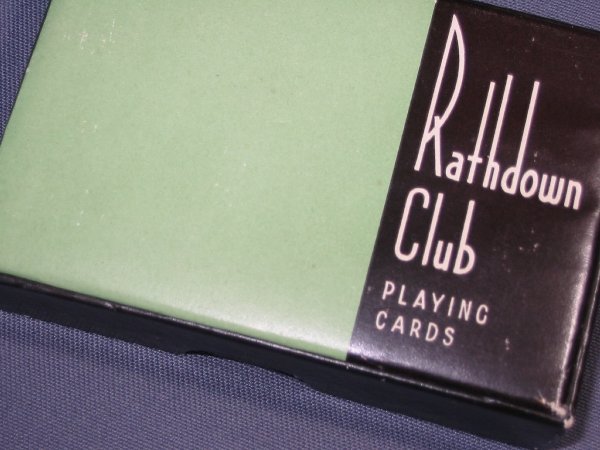 Rathdown
Club
PLAYING
CARDS